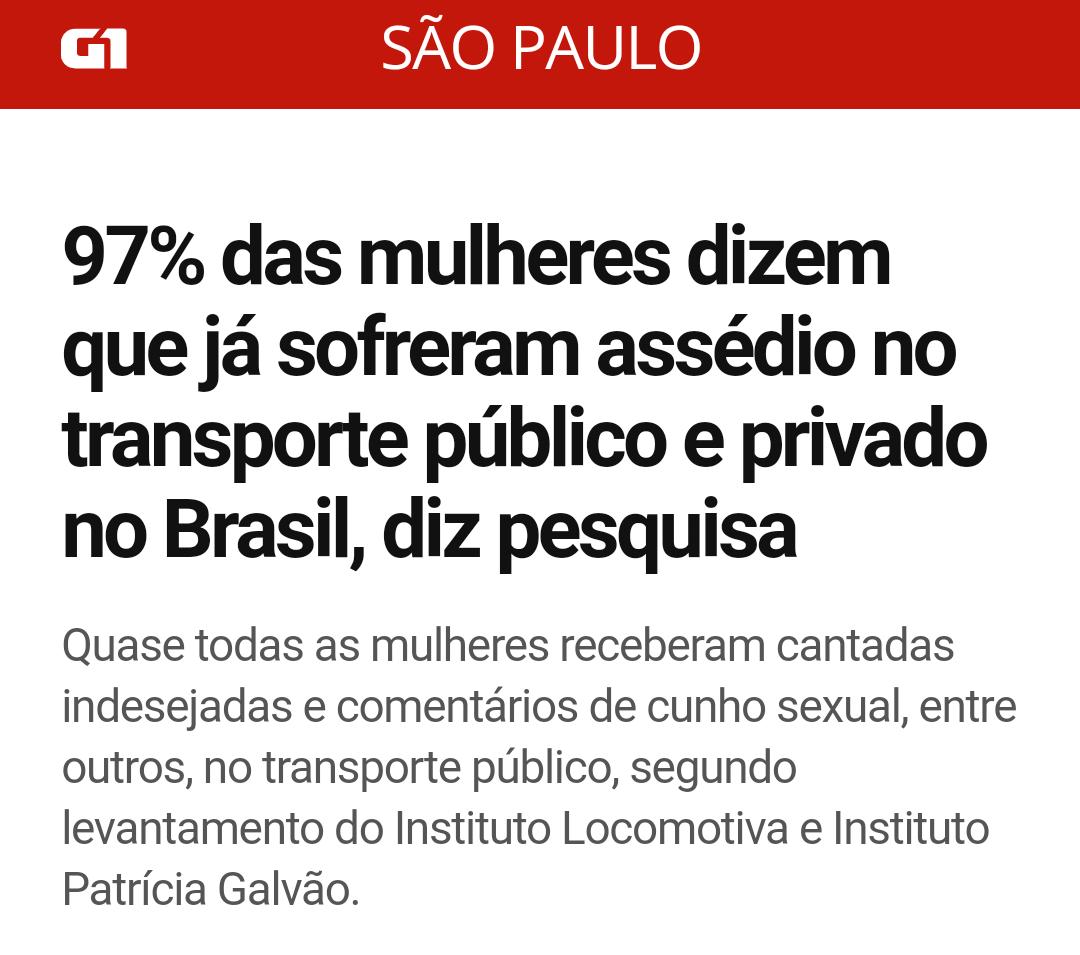 G1
SÃO PAULO
97% das mulheres dizem
que já sofreram assédio no
transporte público e privado
no Brasil, diz pesquisa
Quase todas as mulheres receberam cantadas
indesejadas e comentários de cunho sexual, entre
outros, no transporte público, segundo
levantamento do Instituto Locomotiva e Instituto
Patrícia Galvão.